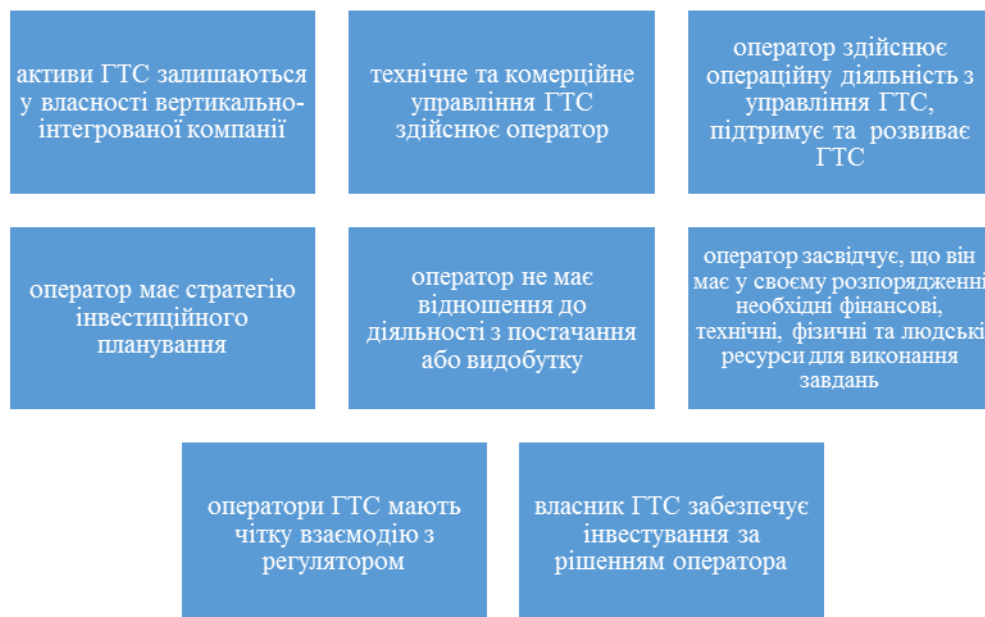 активи ГТС залишаються
у власності вертикально-
інтегрованої компанії
технічне та комерційне
управління ГТС
здійснює оператор
оператор здійснює
операційну діяльність з
управління ГТС,
підтримує та розвиває
ГТС
оператор має стратегію
інвестиційного
планування
оператор не має
відношення до
діяльності з постачання
або видобутку
оператор засвідчує, що він
має у своєму розпорядженні
необхідні фінансові,
технічні, фізичні та людські
ресурси для виконання
завдань
оператори ГТС мають
чітку взаємодію з
регулятором
власник ГТС забезпечує
інвестування за
рішенням оператора